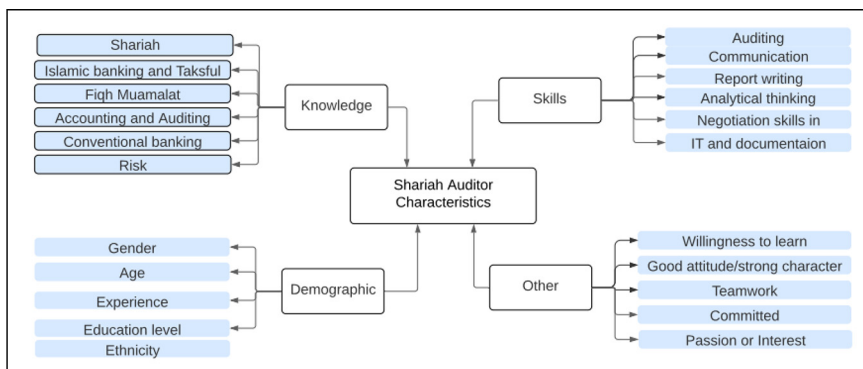 Shariah
Islamic banking and Taksful
Fiqh Muamalat
Accounting and Auditing
Conventional banking
Risk
Knowledge
Skills
Auditing
Communication
Report writing
Analytical thinking
Negotiation skills in
IT and documentaion
Shariah Auditor
Characteristics
Gender
Age
Experience
Education level
Ethnicity
Demographic
Other
Willingness to learn
Good attitude/strong character
Teamwork
Committed
Passion or Interest